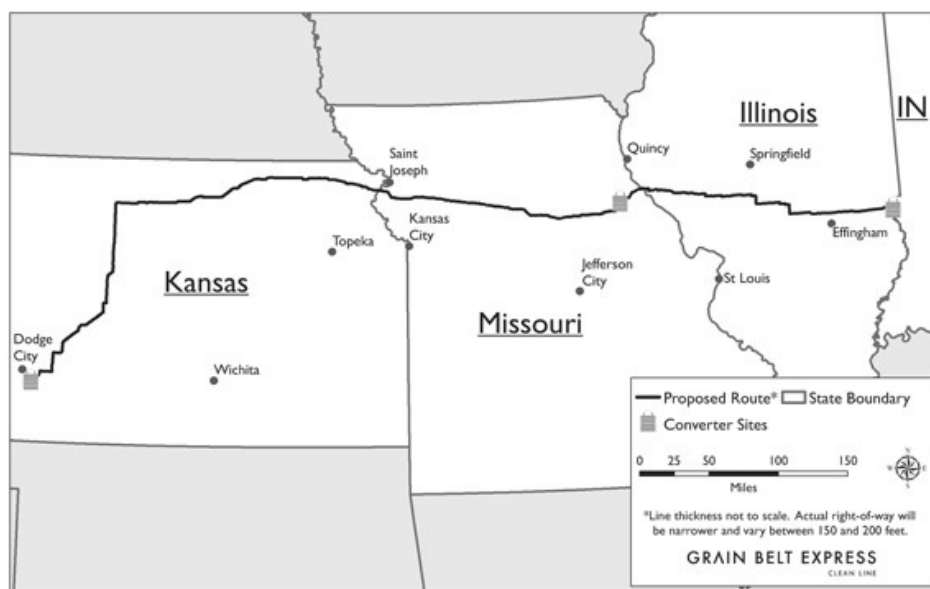 Illinois
IN
Quincy
Springfield
Saint
Joseph
Kansas
City
Topeka
Effingham
Kansas
Jefferson
City
St Louis
Missouri
Dodge
City
Wichita
Proposed Route* State Boundary
Converter Sites
0 25 50 100 150
Miles
N
W E
S
*Line thickness not to scale. Actual right-of-way will
be narrower and vary between 150 and 200 feet.
GRAIN BELT EXPRESS
CLEAN LINE